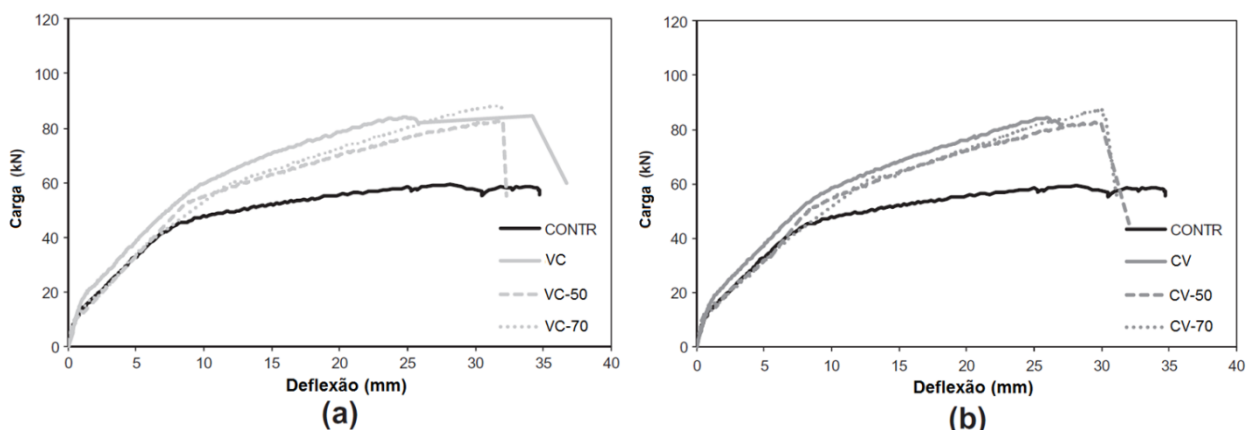 120
100
80
60
40
20
0
Carga (kN)
CONTR
VC
VC-50
VC-70
0 5 10 15 20 25 30 35 40
Deflexão (mm)
(a)
120
100
80
60
40
20
0
Carga (kN)
CONTR
CV
CV-50
CV-70
0 5 10 15 20 25 30 35 40
Deflexão (mm)
(b)